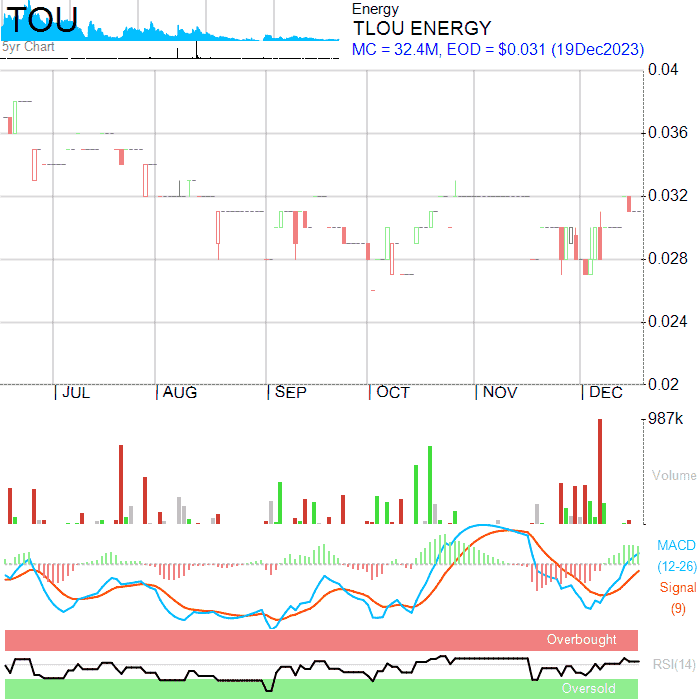 TOU
5yr Chart
Energy
TLOU ENERGY
MC = 32.4M, EOD = $0.031 (19Dec2023)
0.04
0.036
0.032
0.028
0.024
0.02
JUL AUG SEP OCT NOV DEC
987k
Volume
MACD
(12-26)
Signal
(9)
Overbought
RSI(14)
Oversold